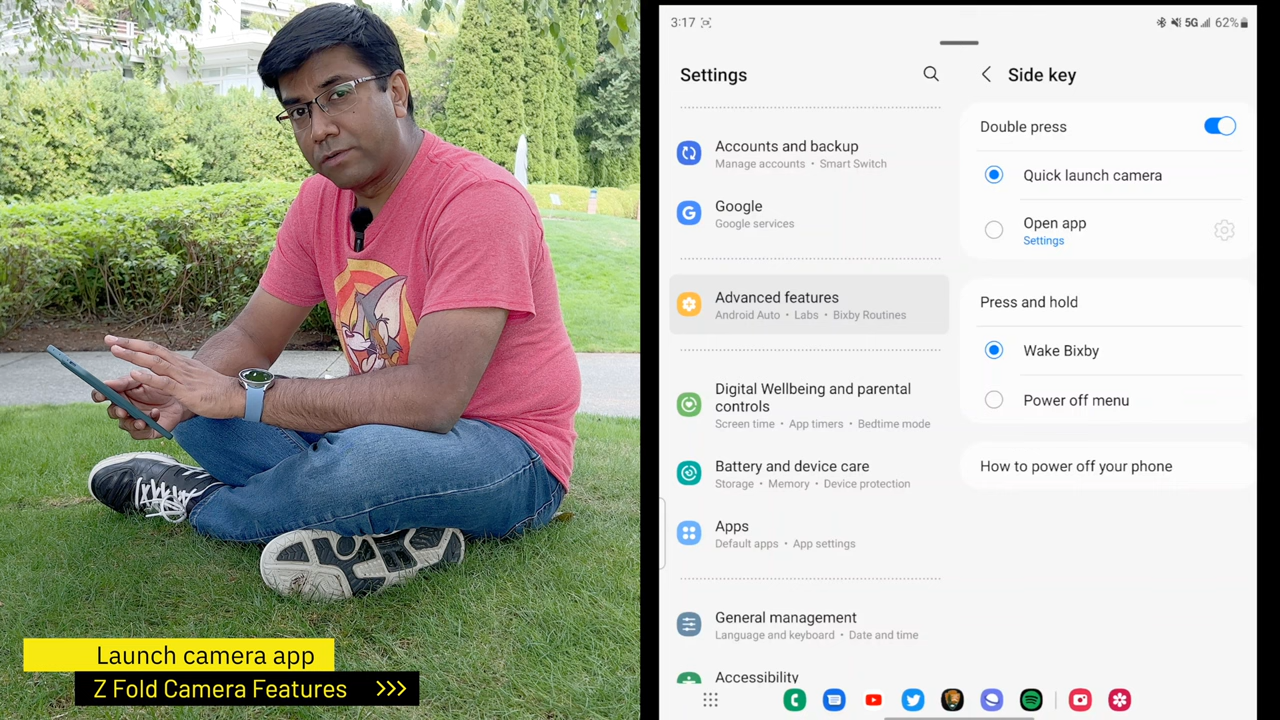 Launch camera app
Z Fold Camera Features >>>
3:17
5G 62%
Settings
Accounts and backup
Manage accounts • Smart Switch
Google
Google services
Advanced features
Android Auto • Labs • Bixby Routines
Digital Wellbeing and parental
controls
Screen time • App timers • Bedtime mode
Battery and device care
Storage • Memory • Device protection
Apps
Default apps • App settings
General management
Language and keyboard • Date and time
Accessibility
Side key
Double press
Quick launch camera
Open app
Settings
Press and hold
Wake Bixby
Power off menu
How to power off your phone